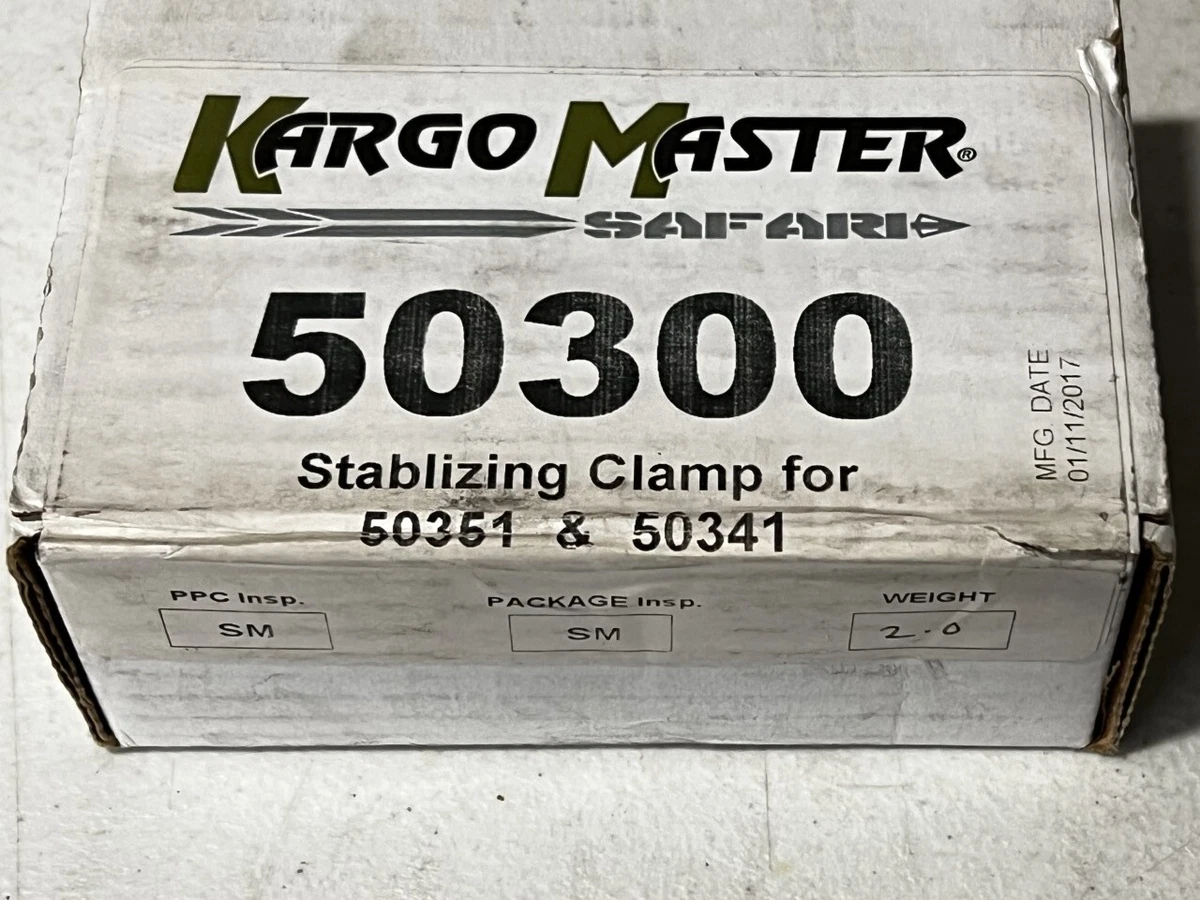 KARGO MASTER®
SAFARI
50300
MFG. DATE
01/11/2017
Stablizing Clamp for
50351 & 50341
PPC Insp.
SM
PACKAGE Insp.
SM
WEIGHT
2.0